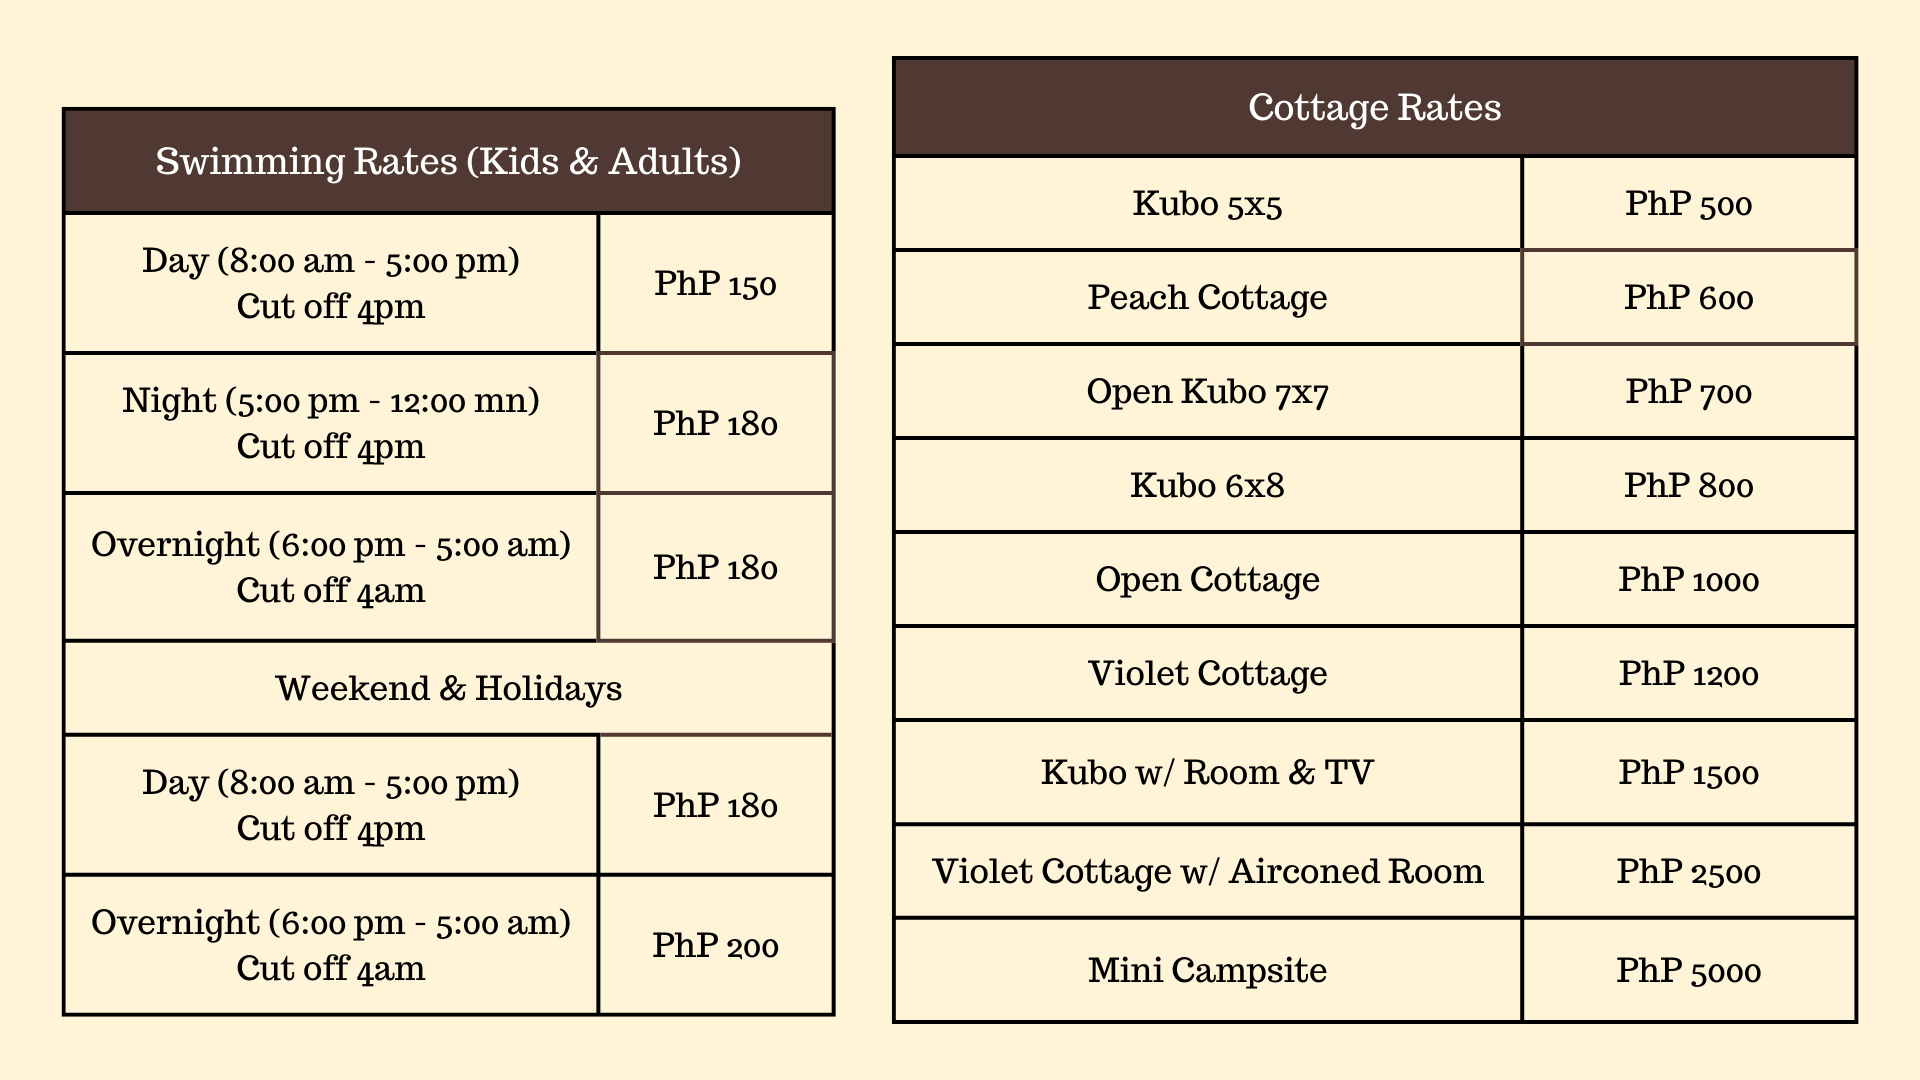 Swimming Rates (Kids & Adults)
Day (8:00 am - 5:00 pm)
Cut off 4pm
PhP 150
Night (5:00 pm - 12:00 mn)
Cut off 4pm
PhP 180
Overnight (6:00 pm - 5:00 am)
Cut off 4am
PhP 180
Weekend & Holidays
Day (8:00 am - 5:00 pm)
Cut off 4pm
PhP 180
Overnight (6:00 pm - 5:00 am)
Cut off 4am
PhP 200
Cottage Rates
Kubo 5x5
PhP 500
Peach Cottage
PhP 600
Open Kubo 7x7
PhP 700
Kubo 6x8
PhP 800
Open Cottage
PhP 1000
Violet Cottage
PhP 1200
Kubo w/ Room & TV
PhP 1500
Violet Cottage w/ Airconed Room
PhP 2500
Mini Campsite
PhP 5000